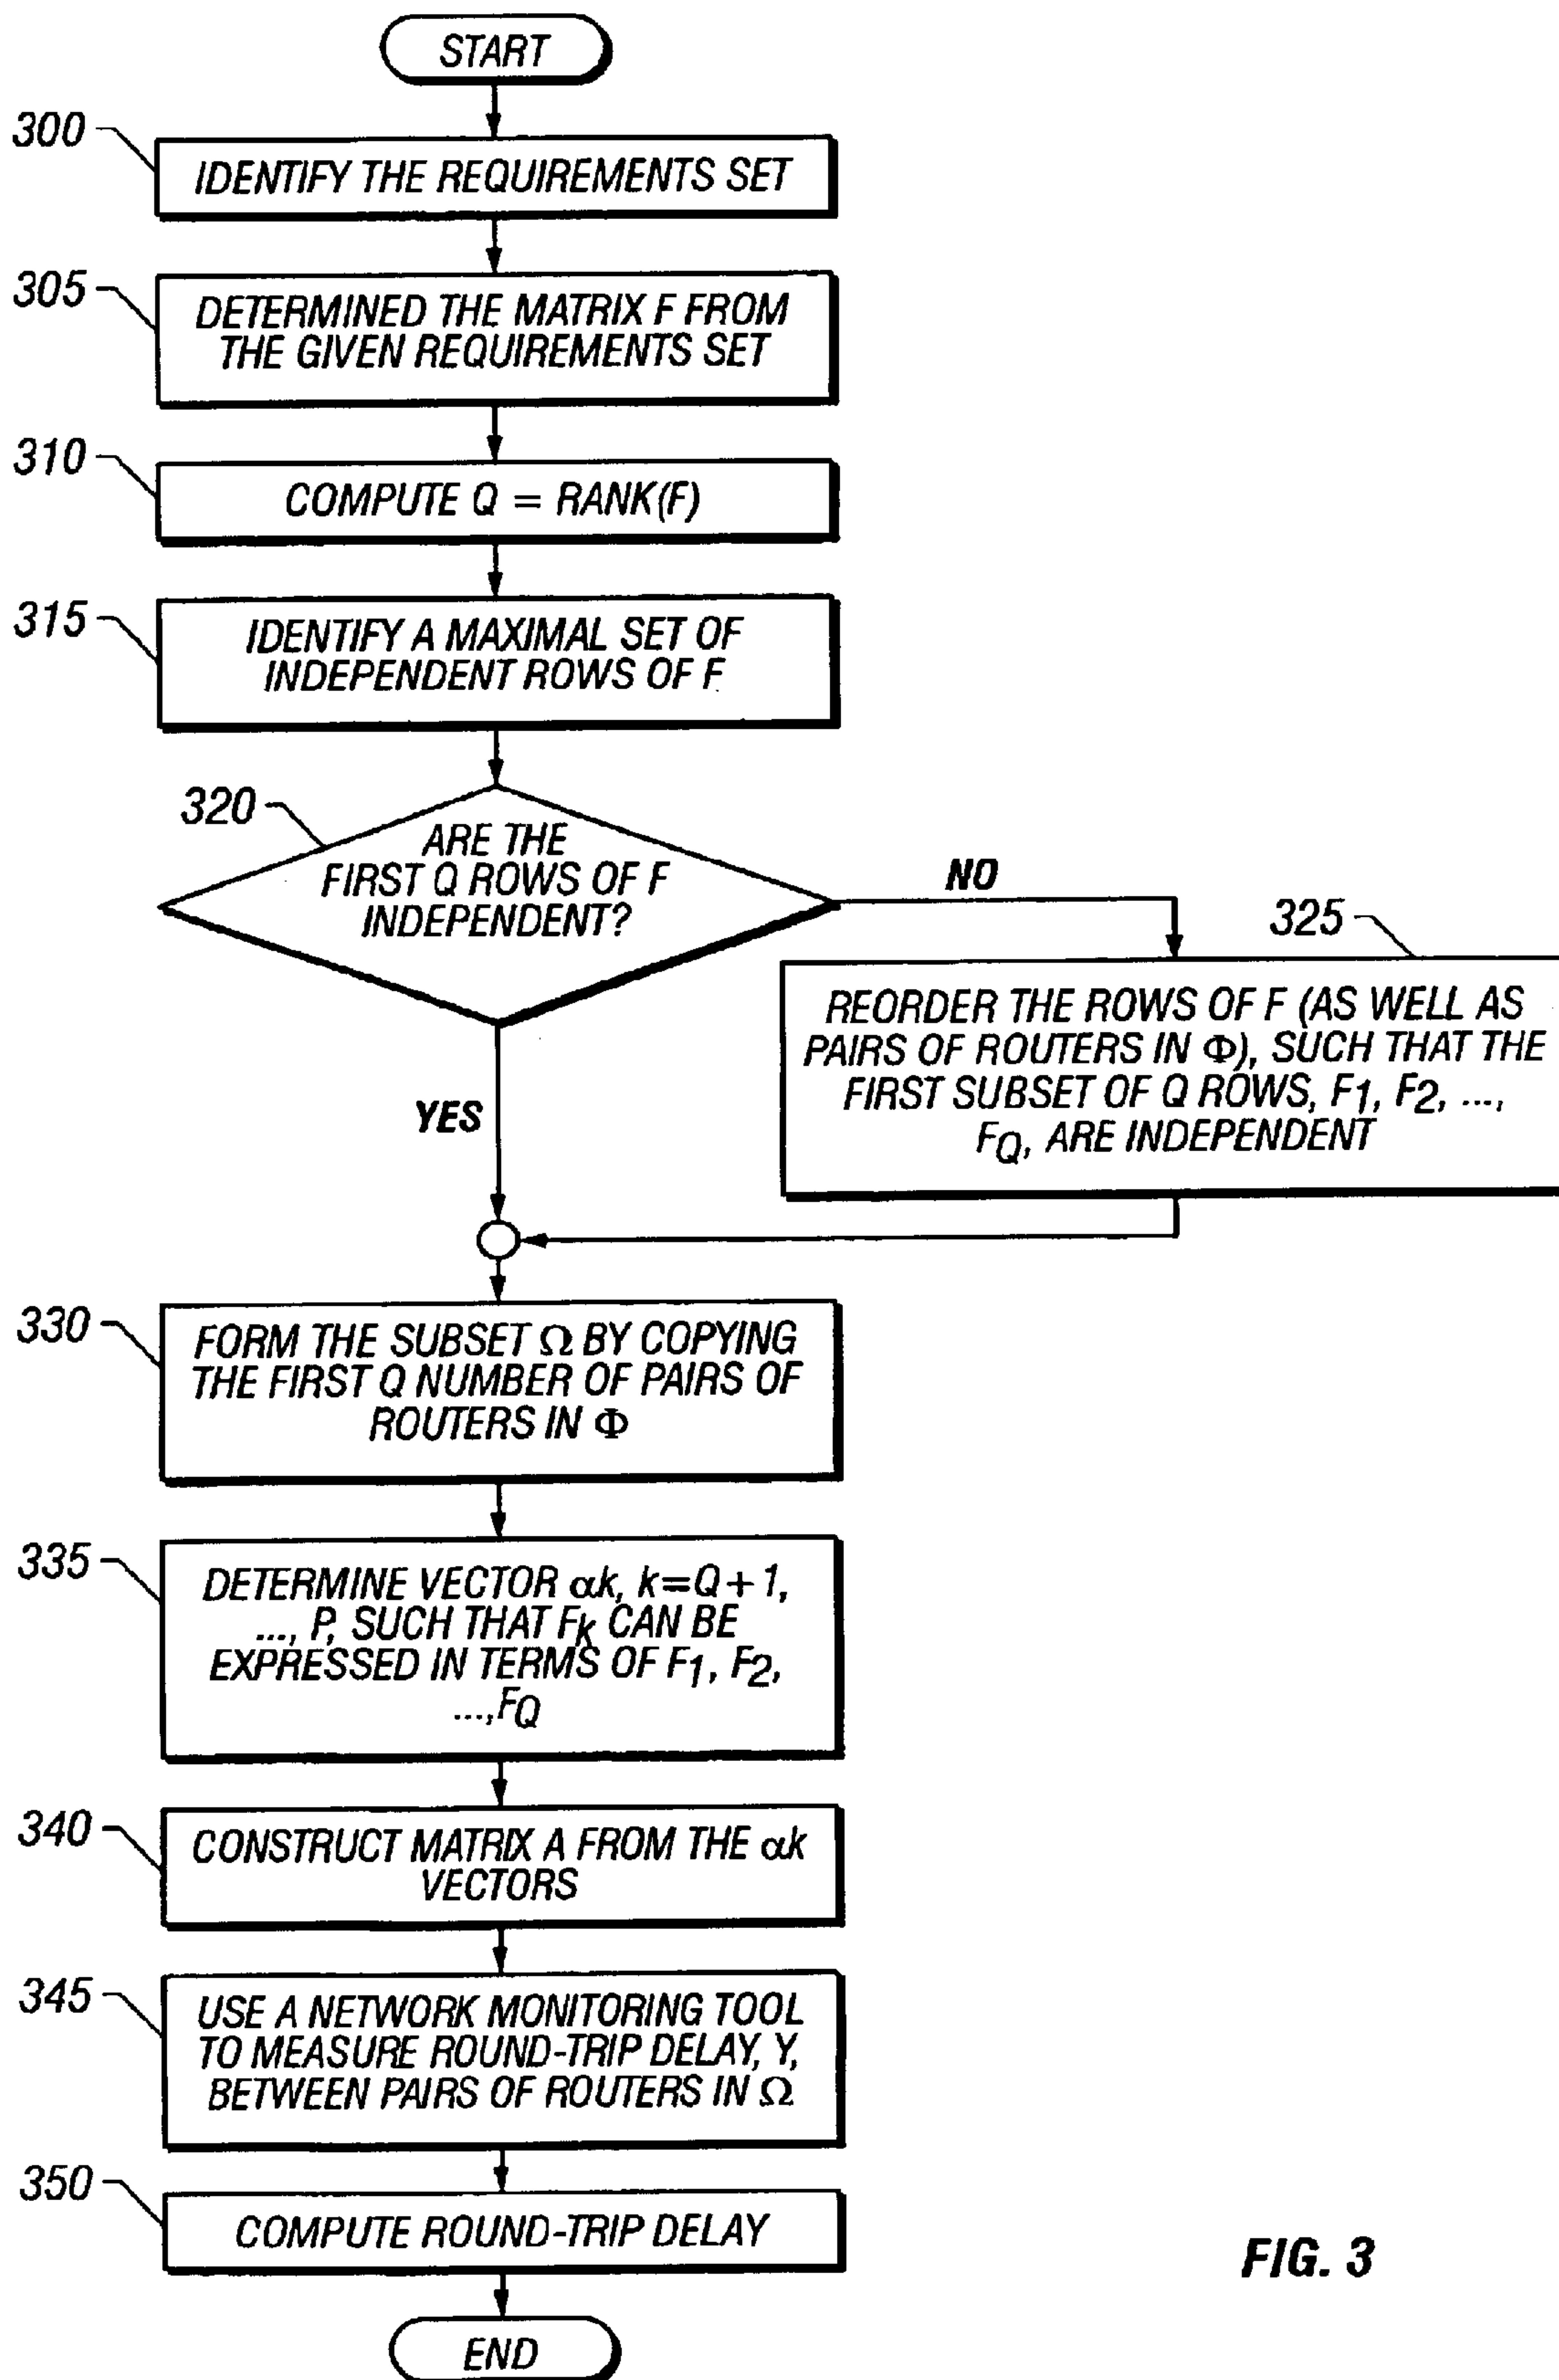 START
300
IDENTIFY THE REQUIREMENTS SET
305
DETERMINED THE MATRIX F FROM
THE GIVEN REQUIREMENTS SET
310
COMPUTE Q = RANK(F)
315
IDENTIFY A MAXIMAL SET OF
INDEPENDENT ROWS OF F
320
ARE THE
FIRST Q ROWS OF F
INDEPENDENT?
NO
325
REORDER THE ROWS OF F (AS WELL AS
PAIRS OF ROUTERS IN Φ), SUCH THAT THE
FIRST SUBSET OF Q ROWS, F1, F2, ...,
FQ, ARE INDEPENDENT
YES
330
FORM THE SUBSET Ω BY COPYING
THE FIRST Q NUMBER OF PAIRS OF
ROUTERS IN Φ
335
DETERMINE VECTOR αk, k=Q+1,
..., P, SUCH THAT Fk CAN BE
EXPRESSED IN TERMS OF F1, F2,
...,FQ
340
CONSTRUCT MATRIX A FROM THE αk
VECTORS
345
USE A NETWORK MONITORING TOOL
TO MEASURE ROUND-TRIP DELAY, Y,
BETWEEN PAIRS OF ROUTERS IN Ω
350
COMPUTE ROUND-TRIP DELAY
END
FIG. 3